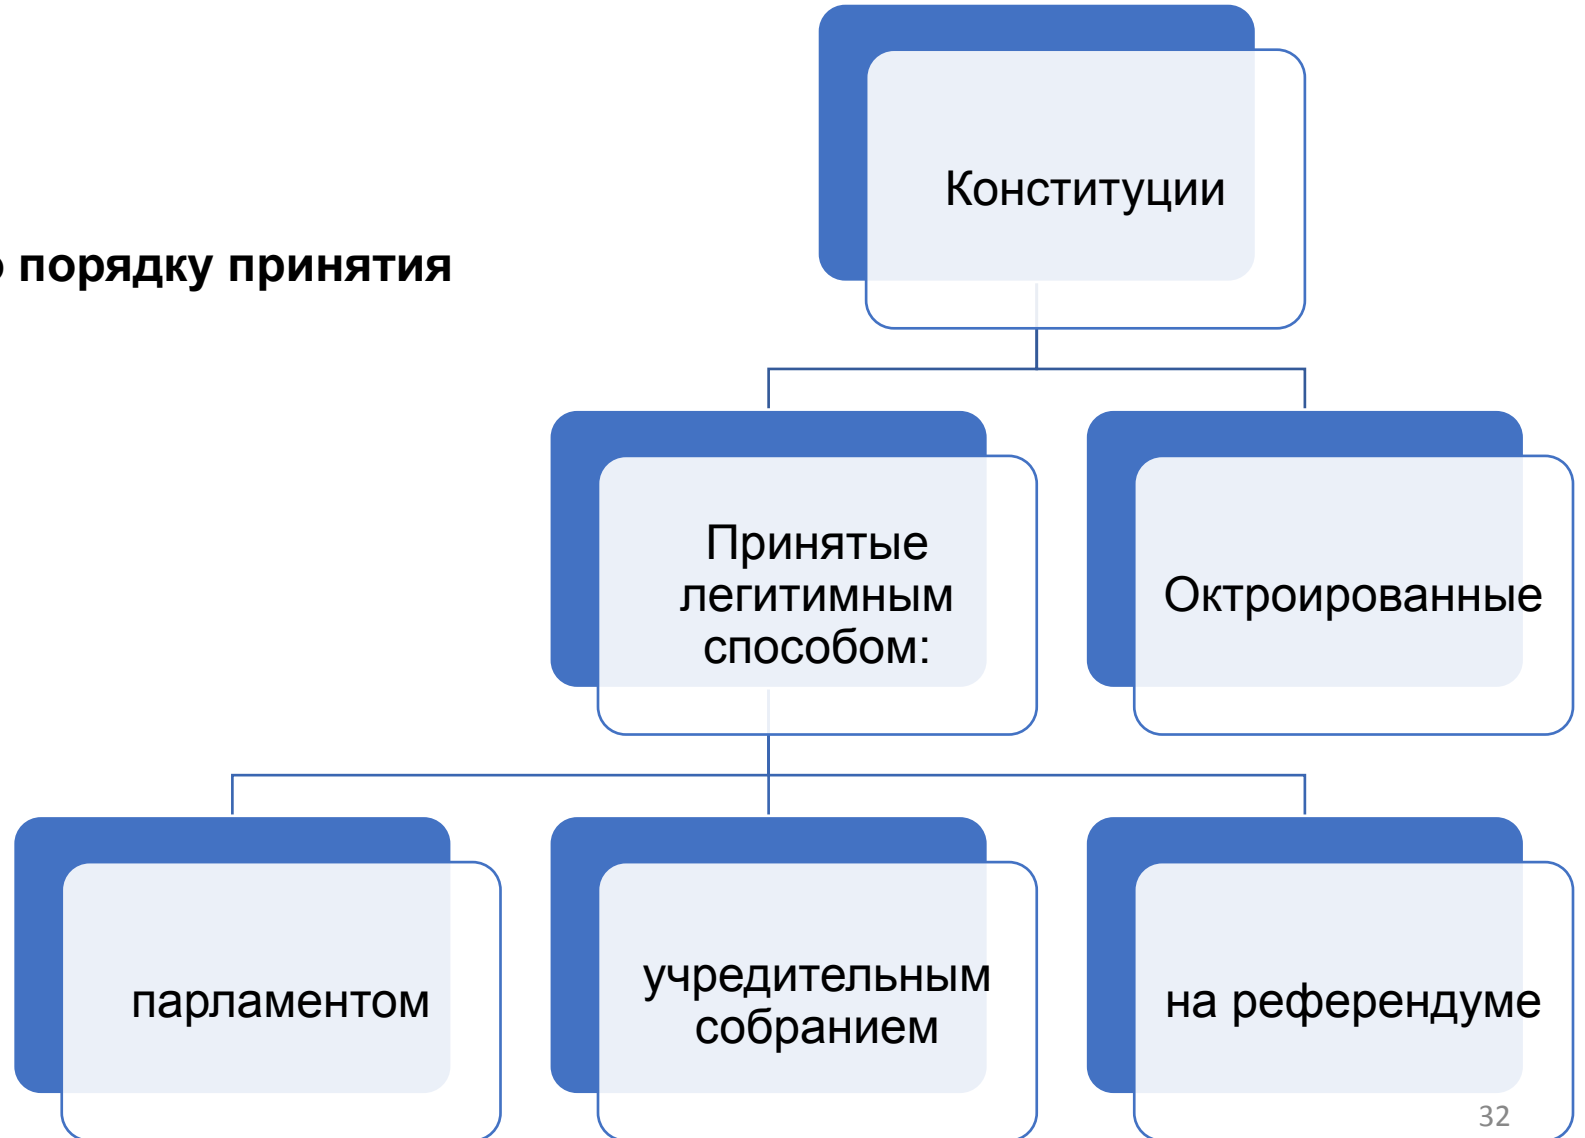 Конституции
о порядку принятия
Принятые
легитимным
способом:
Октроированные
парламентом
учредительным
собранием
на референдуме
32